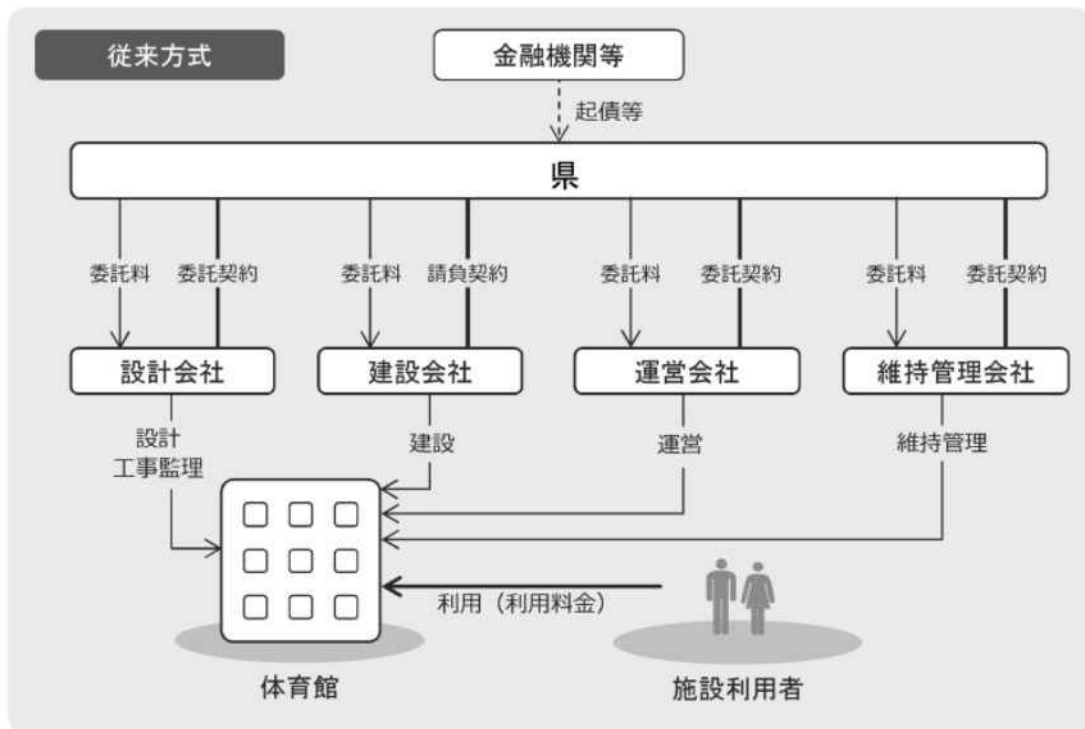 従来方式
金融機関等
起債等
県
委託料
委託契約
委託料
請負契約
委託料
委託契約
委託料
委託契約
設計会社
建設会社
運営会社
維持管理会社
設計
工事監理
建設
運営
維持管理
利用（利用料金）
体育館
施設利用者